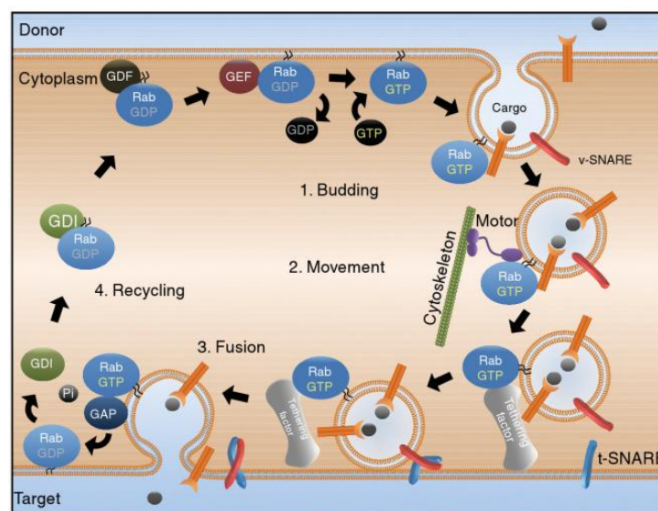 Donor
Cytoplasm
GDF
Rab
GDP
GEF
Rab
GDP
Rab
GTP
GDP
GTP
Cargo
Rab
GTP
v-SNARE
1. Budding
GDI
Rab
GDP
Motor
Cytoskeleton
Rab
GTP
2. Movement
4. Recycling
3. Fusion
GDI
Pi
Rab
GTP
GAP
Rab
GDP
Rab
GTP
Tethering
factor
Rab
GTP
Tethering
factor
t-SNARE
Target